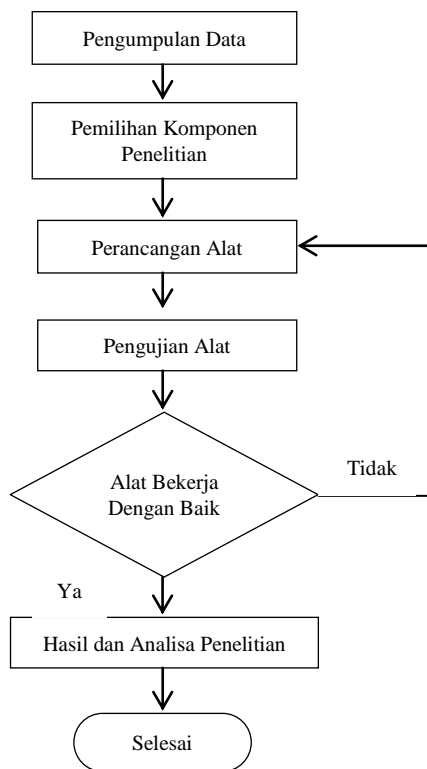 Pengumpulan Data
Pemilihan Komponen
Penelitian
Perancangan Alat
Pengujian Alat
Alat Bekerja
Dengan Baik
Tidak
Ya
Hasil dan Analisa Penelitian
Selesai